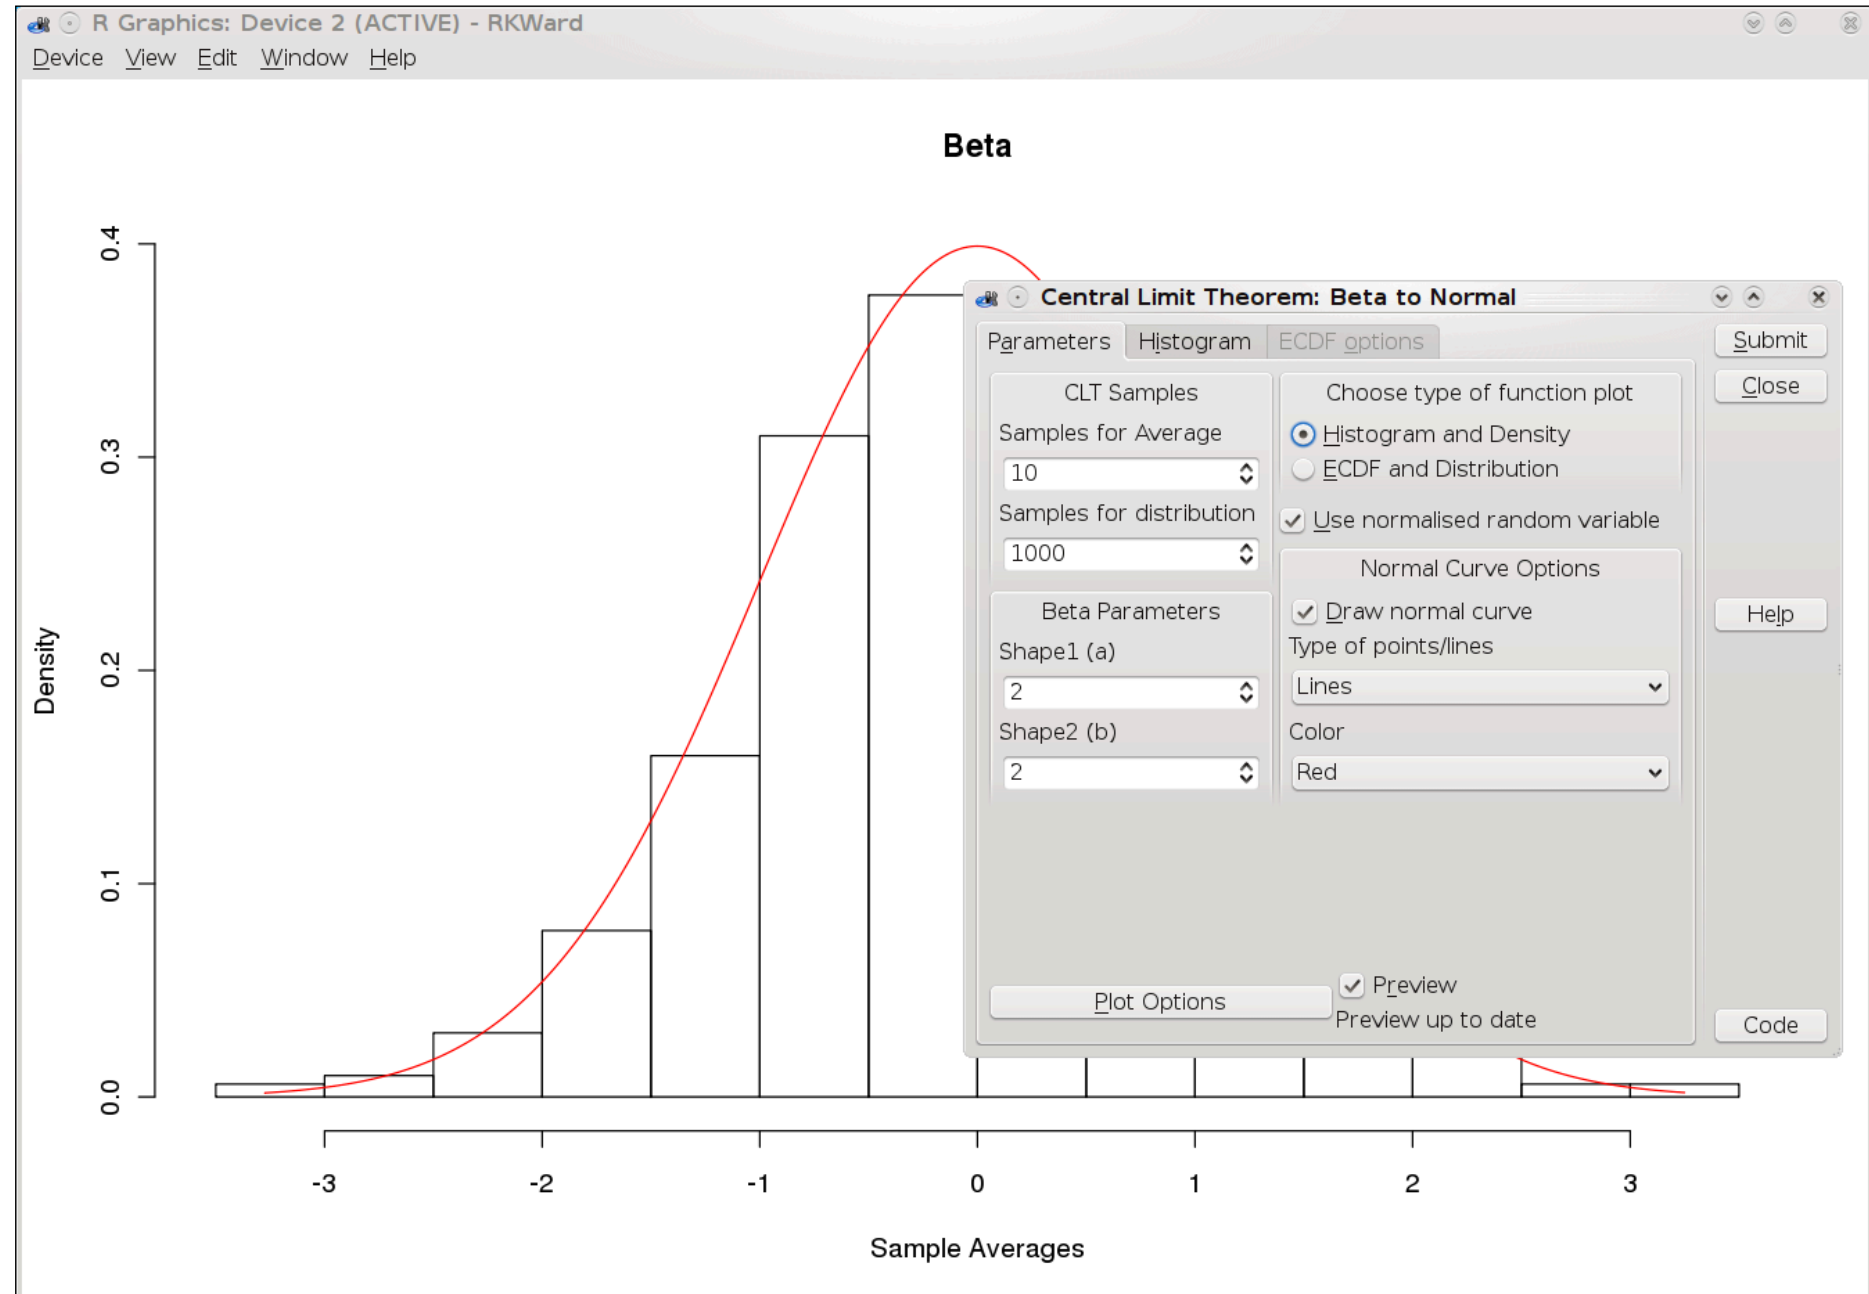 R Graphics: Device 2 (ACTIVE) - RKWard
Device View Edit Window Help
Beta
0.4
0.3
0.2
0.1
0.0
Density
-3 -2 -1 0 1 2 3
Sample Averages
Central Limit Theorem: Beta to Normal
Parameters Histogram ECDF options
CLT Samples
Samples for Average
10
Samples for distribution
1000
Beta Parameters
Shape1 (a)
2
Shape2 (b)
2
Choose type of function plot
Histogram and Density
ECDF and Distribution
Use normalised random variable
Normal Curve Options
Draw normal curve
Type of points/lines
Lines
Color
Red
Plot Options
Preview
Preview up to date
Submit
Close
Help
Code